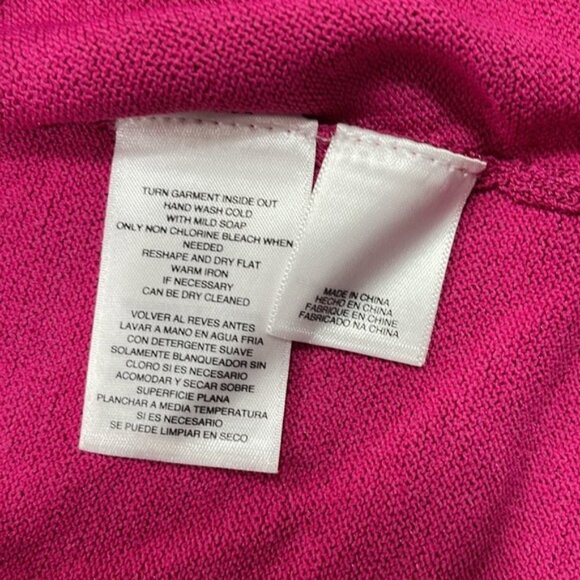 TURN GARMENT INSIDE OUT
HAND WASH COLD
WITH MILD SOAP
ONLY NON CHLORINE BLEACH WHEN
NEEDED
RESHAPE AND DRY FLAT
WARM IRON
IF NECESSARY
CAN BE DRY CLEANED
VOLVER AL REVES ANTES
LAVAR A MANO EN AGUA FRIA
CON DETERGENTE SUAVE
SOLAMENTE BLANQUEADOR SIN
CLORO SI ES NECESARIO
ACOMODAR Y SECAR SOBRE
SUPERFICIE PLANA
PLANCHAR A MEDIA TEMPERATURA
SI ES NECESARIO
SE PUEDE LIMPIAR EN SECO
MADE IN CHINA
HECHO EN CHINA
FABRIQUE EN CHINE
FABRICADO NA CHINA